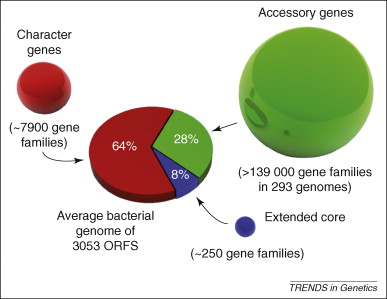 Character
genes
(~7900 gene
families)
Accessory genes
(>139 000 gene families
in 293 genomes)
64%
28%
8%
Average bacterial
genome of
3053 ORFS
Extended core
(~250 gene families)
TRENDS in Genetics